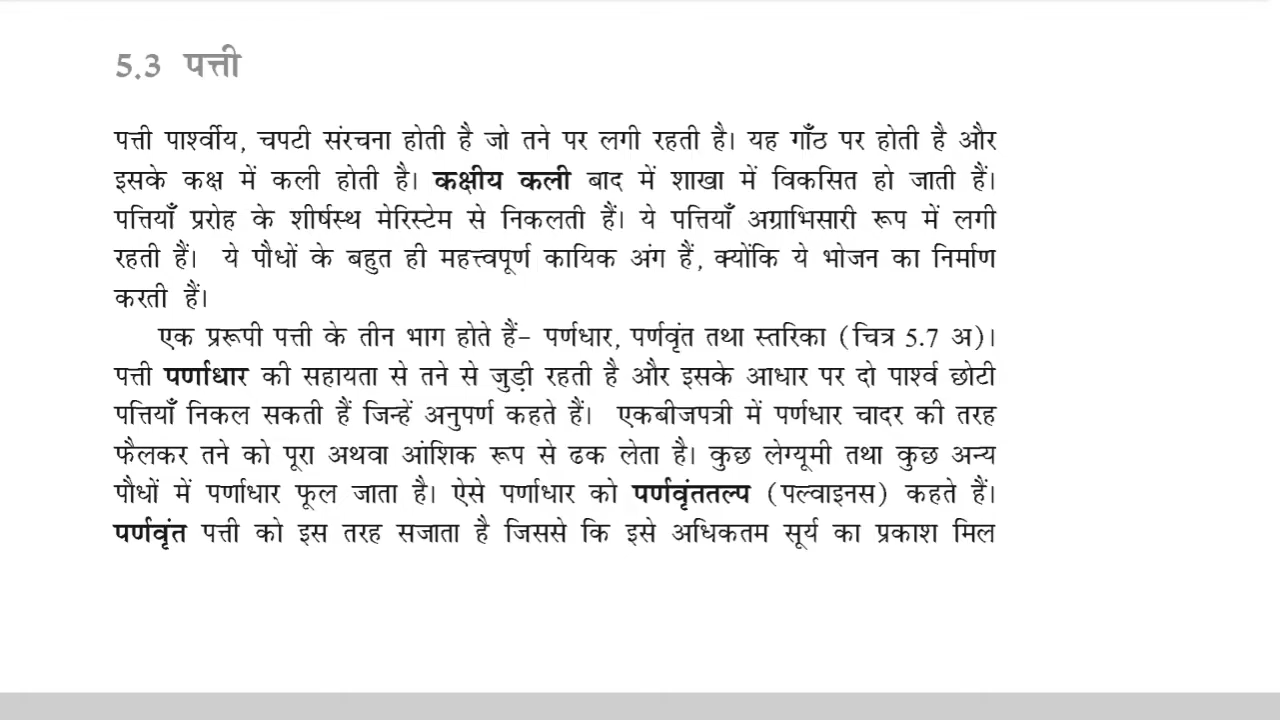 5.3 पत्ती
पत्ती पार्श्वीय, चपटी संरचना होती है जो तने पर लगी रहती है। यह गाँठ पर होती है और
इसके कक्ष में कली होती है। कक्षीय कली बाद में शाखा में विकसित हो जाती हैं।
पत्तियाँ प्ररोह के शीर्षस्थ मेरिस्टेम से निकलती हैं। ये पत्तियाँ अग्राभिसारी रूप में लगी
रहती हैं। ये पौधों के बहुत ही महत्त्वपूर्ण कायिक अंग हैं, क्योंकि ये भोजन का निर्माण
करती हैं।
एक प्ररूपी पत्ती के तीन भाग होते हैं- पर्णधार, पर्णवृंत तथा स्तरिका (चित्र 5.7 अ)।
पत्ती पर्णाधार की सहायता से तने से जुड़ी रहती है और इसके आधार पर दो पार्श्व छोटी
पत्तियाँ निकल सकती हैं जिन्हें अनुपर्ण कहते हैं। एकबीजपत्री में पर्णधार चादर की तरह
फैलकर तने को पूरा अथवा आंशिक रूप से ढक लेता है। कुछ लेग्यूमी तथा कुछ अन्य
पौधों में पर्णाधार फूल जाता है। ऐसे पर्णाधार को पर्णवृंततल्प (पल्वाइनस) कहते हैं।
पर्णवृंत पत्ती को इस तरह सजाता है जिससे कि इसे अधिकतम सूर्य का प्रकाश मिल